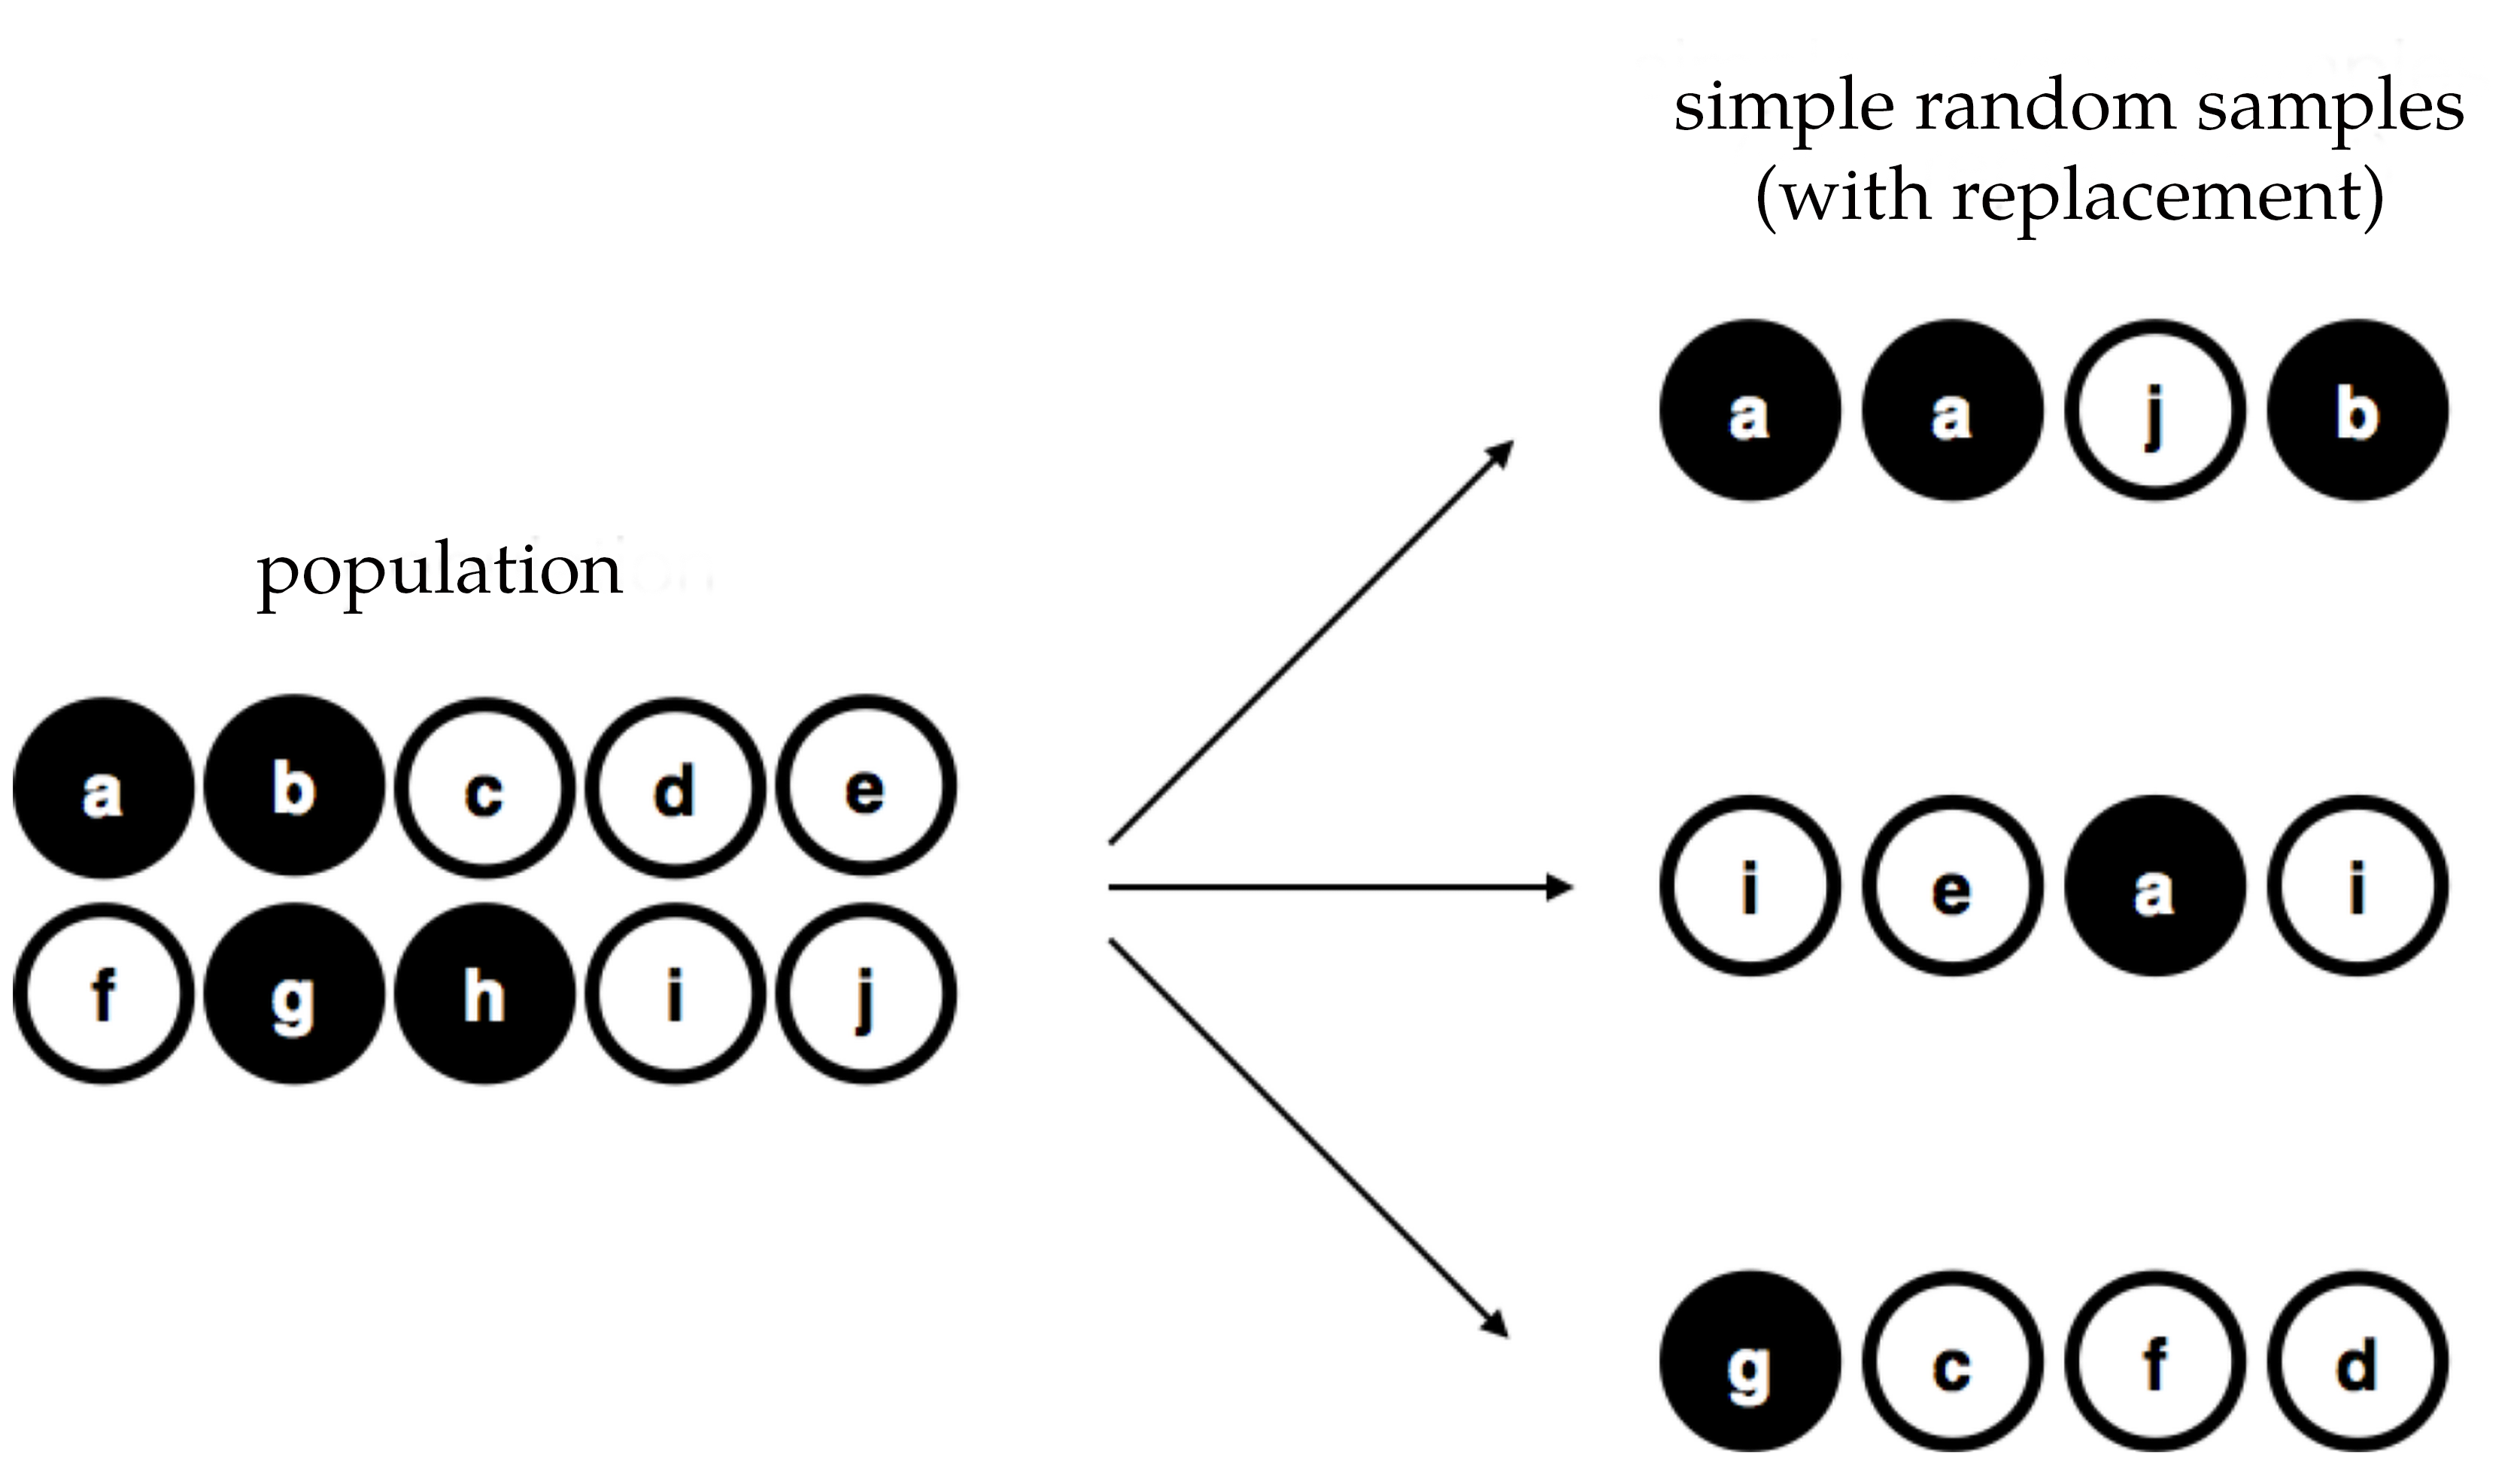 simple random samples
(with replacement)
a a j b
population
a b c d e
i e a i
f g h i j
g c f d